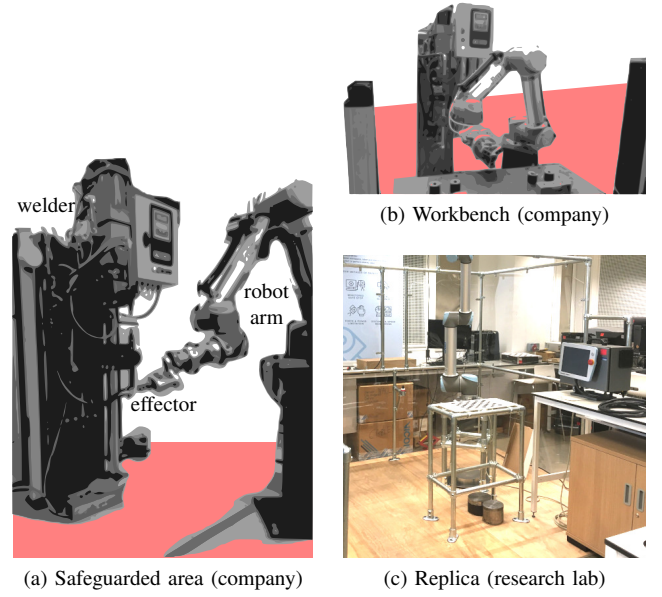 welder
robot
arm
effector
(a) Safeguarded area (company)
(b) Workbench (company)
(c) Replica (research lab)